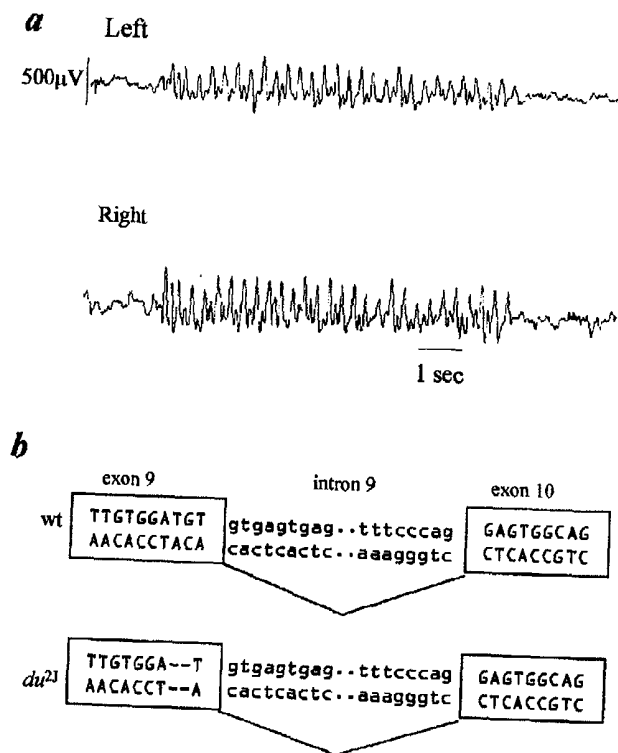 a
Left
500μV
Right
1 sec
b
exon 9
intron 9
exon 10
wt
TTGTGGATGT
gtgagtgag··tttcccag
GAGTGGCAG
AACACCTACA
cactcactc··aaagggtc
CTCACCGTC
du2J
TTGTGGA--T
gtgagtgag··tttcccag
GAGTGGCAG
AACACCT--A
cactcactc··aaagggtc
CTCACCGTC